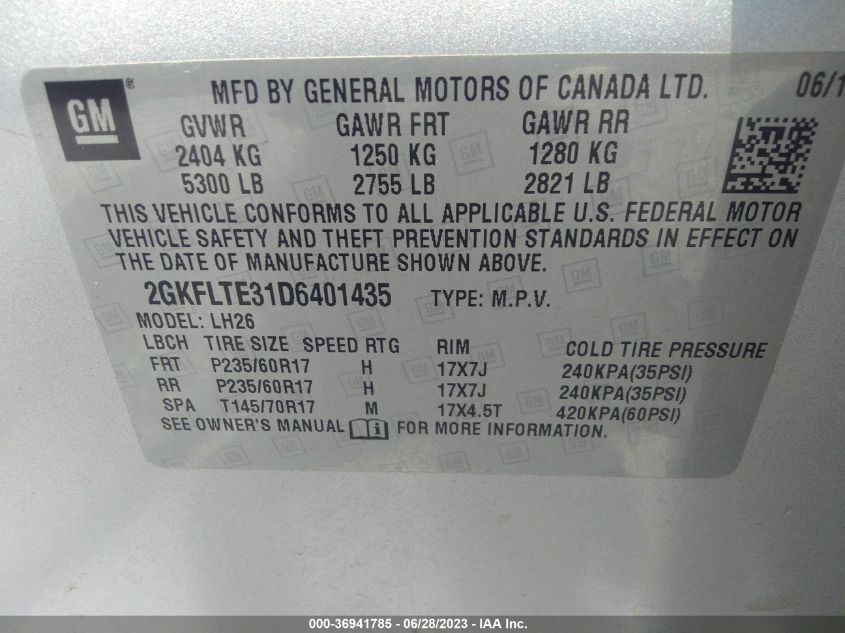 GM® MFD BY GENERAL MOTORS OF CANADA LTD. 06/1
GVWR GAWR FRT GAWR RR
2404 KG 1250 KG 1280 KG
5300 LB 2755 LB 2821 LB
THIS VEHICLE CONFORMS TO ALL APPLICABLE U.S. FEDERAL MOTOR
VEHICLE SAFETY AND THEFT PREVENTION STANDARDS IN EFFECT ON
THE DATE OF MANUFACTURE SHOWN ABOVE.
2GKFLTE31D6401435 TYPE: M.P.V.
MODEL: LH26
LBCH TIRE SIZE SPEED RTG RIM COLD TIRE PRESSURE
FRT P235/60R17 H 17X7J 240KPA(35PSI)
RR P235/60R17 H 17X7J 240KPA(35PSI)
SPA T145/70R17 M 17X4.5T 420KPA(60PSI)
SEE OWNER'S MANUAL i FOR MORE INFORMATION.
000-36941785 - 06/28/2023 - IAA Inc.